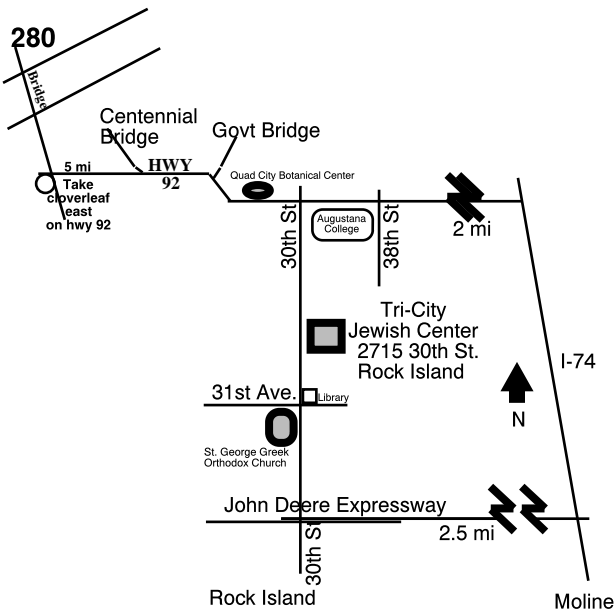 280
Bridge
Centennial
Bridge
Govt Bridge
5 mi
HWY
92
Quad City Botanical Center
Take
cloverleaf
east
on hwy 92
30th St
Augustana
College
38th St
2 mi
Tri-City
Jewish Center
2715 30th St.
Rock Island
I-74
31st Ave.
Library
N
St. George Greek
Orthodox Church
John Deere Expressway
2.5 mi
30th St
Rock Island
Moline